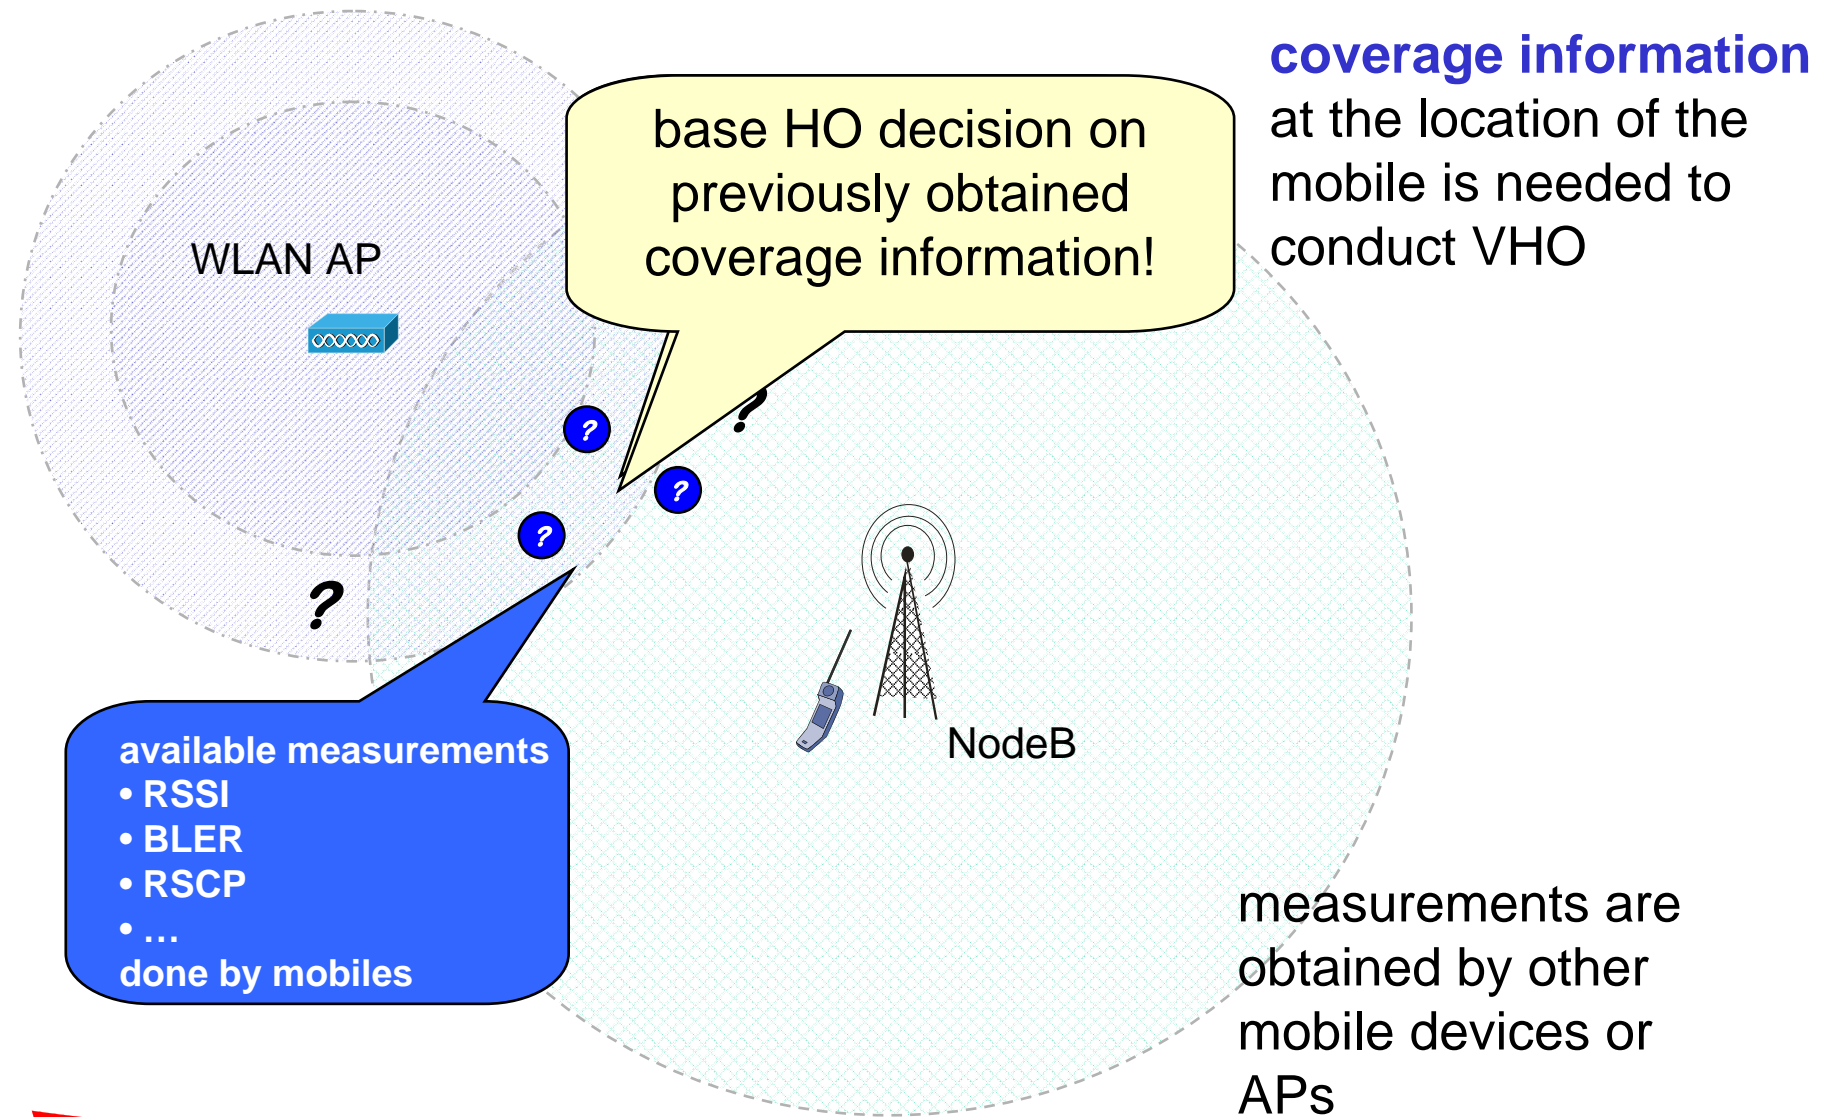 coverage information
at the location of the
mobile is needed to
conduct VHO
base HO decision on
previously obtained
coverage information!
WLAN AP
?
?
?
?
?
NodeB
available measurements
• RSSI
• BLER
• RSCP
• …
done by mobiles
measurements are
obtained by other
mobile devices or
APs